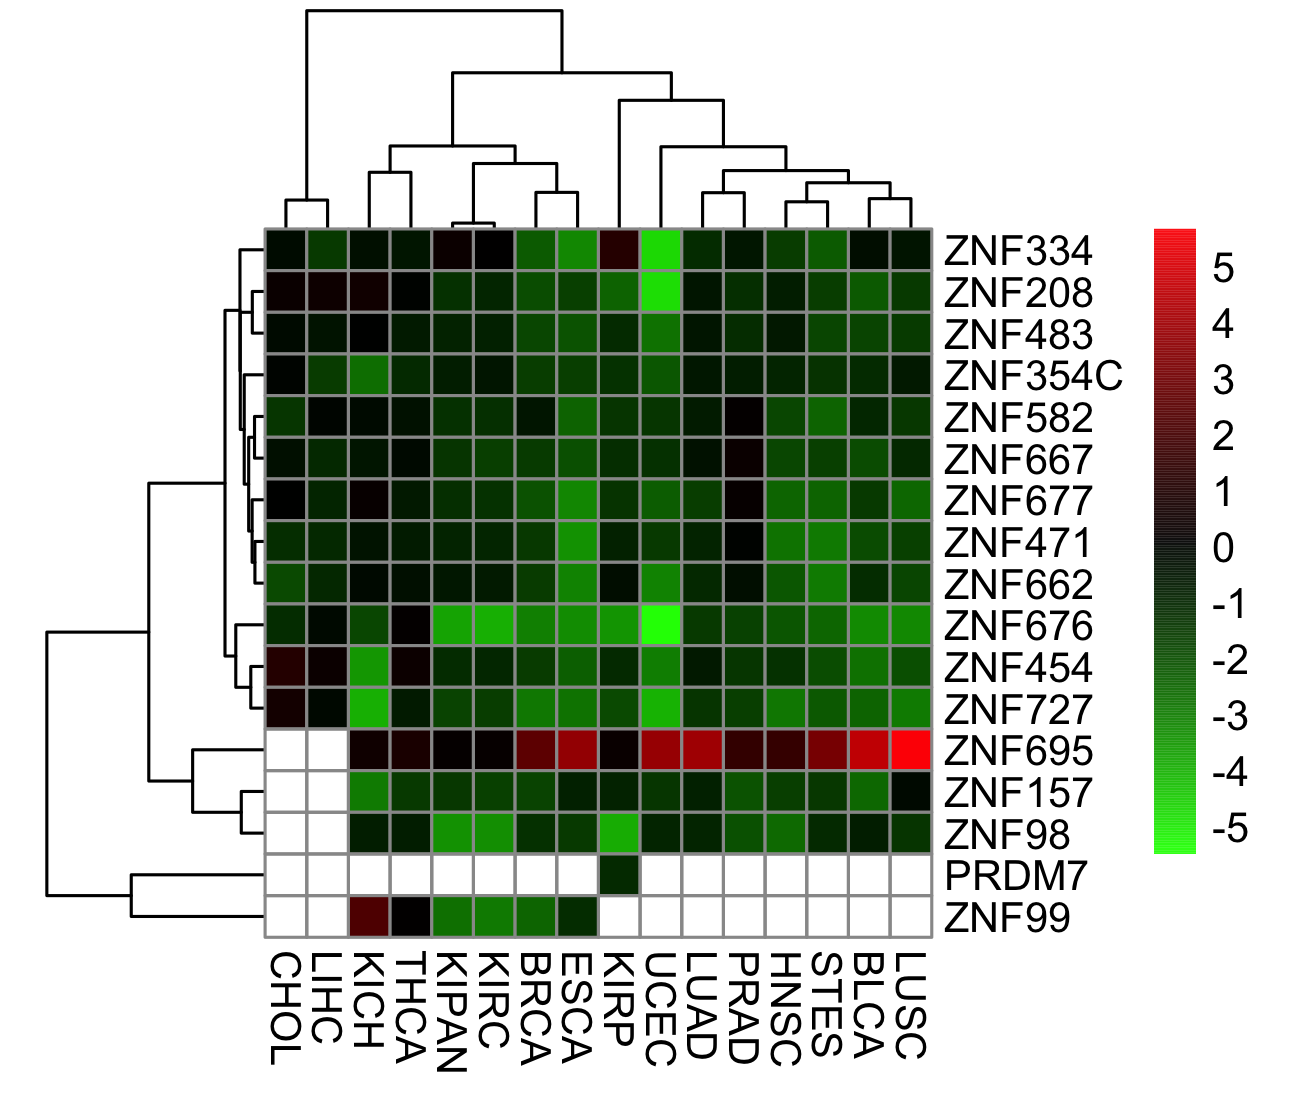 ZNF334
ZNF208
ZNF483
ZNF354C
ZNF582
ZNF667
ZNF677
ZNF471
ZNF662
ZNF676
ZNF454
ZNF727
ZNF695
ZNF157
ZNF98
PRDM7
ZNF99
5
4
3
2
1
0
-1
-2
-3
-4
-5
CHOL
LIHC
KICH
THCA
KIPAN
KIRC
BRCA
ESCA
KIRP
UCEC
LUAD
PRAD
HNSC
STES
BLCA
LUSC